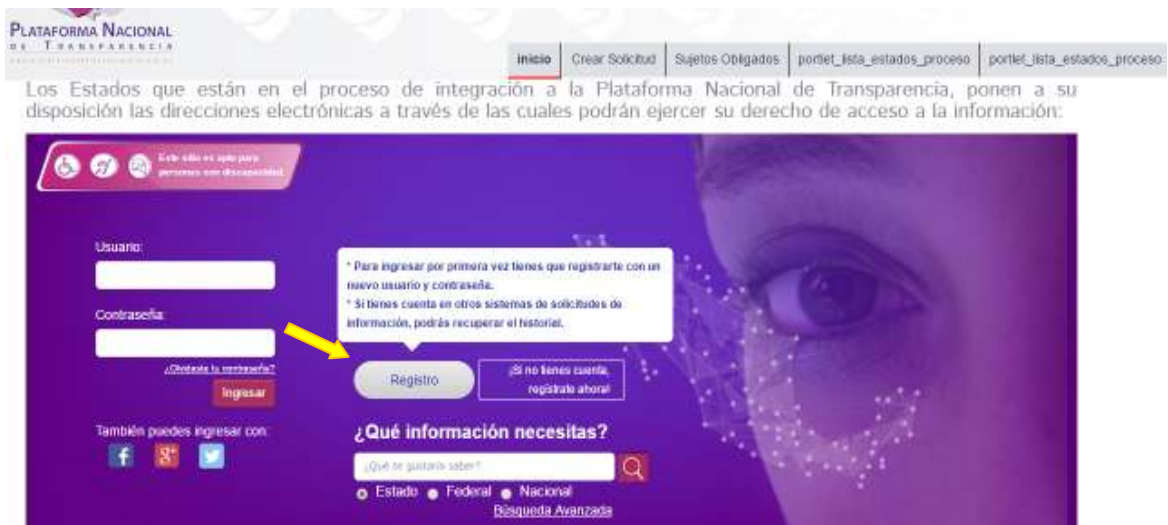 PLATAFORMA NACIONAL
DE TRANSPARENCIA
inicio Crear Solicitud Sujetos Obligados portlet_lista_estados_proceso portlet_lista_estados_proceso
Los Estados que están en el proceso de integración a la Plataforma Nacional de Transparencia, ponen a su
disposición las direcciones electrónicas a través de las cuales podrán ejercer su derecho de acceso a la información:
Este sitio es apto para
personas con discapacidad.
Usuario:
Contraseña:
¿Olvidaste tu contraseña?
Ingresar
También puedes ingresar con:
* Para ingresar por primera vez tienes que registrarte con un
nuevo usuario y contraseña.
* Si tienes cuenta en otros sistemas de solicitudes de
información, podrás recuperar el historial.
Registro
¡Si no tienes cuenta,
regístrate ahora!
¿Qué información necesitas?
¿Qué te gustaría saber?
Estado Federal Nacional
Búsqueda Avanzada